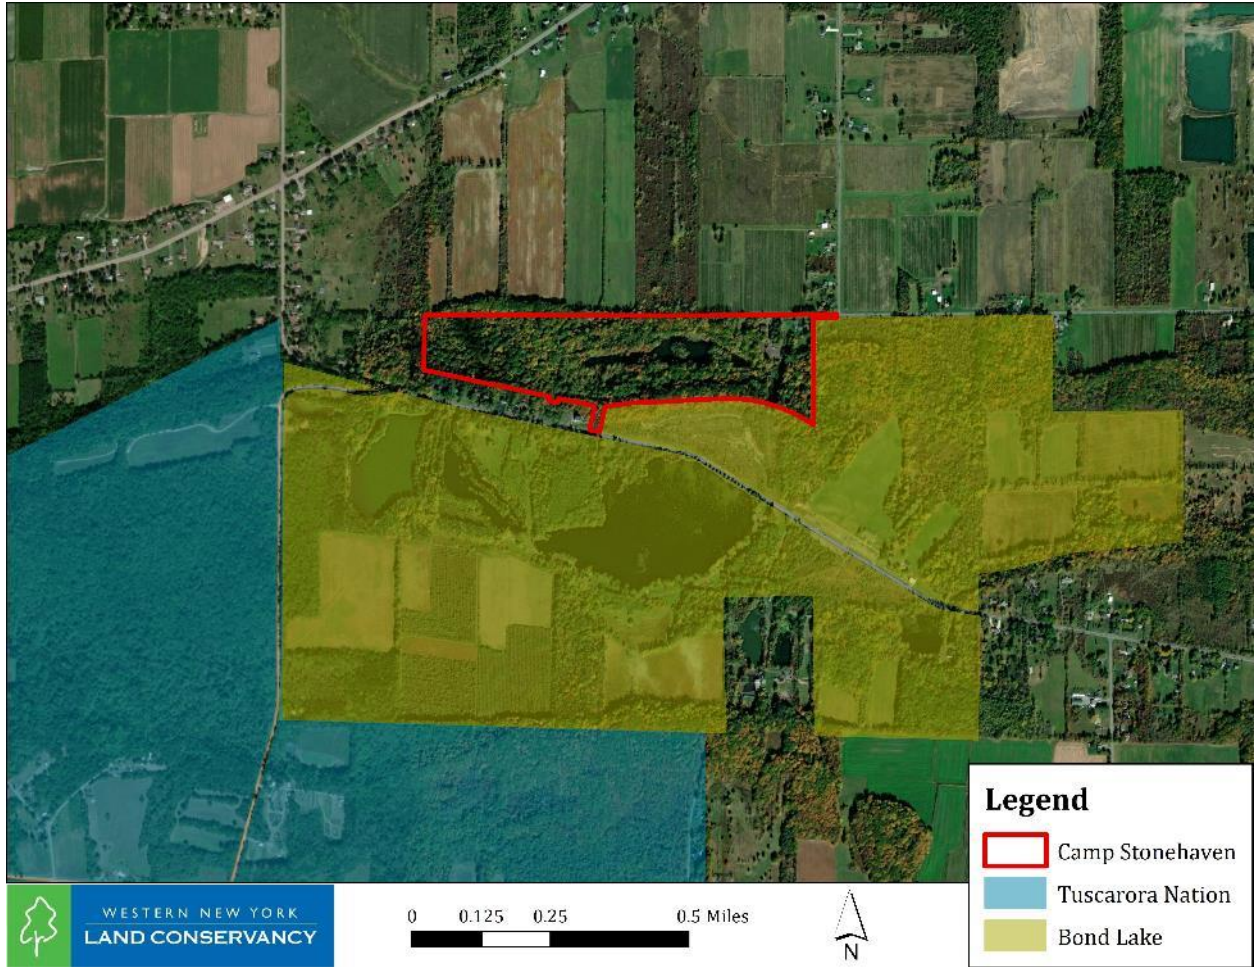 Legend
Camp Stonehaven
Tuscarora Nation
Bond Lake
WESTERN NEW YORK
LAND CONSERVANCY
0 0.125 0.25 0.5 Miles
N